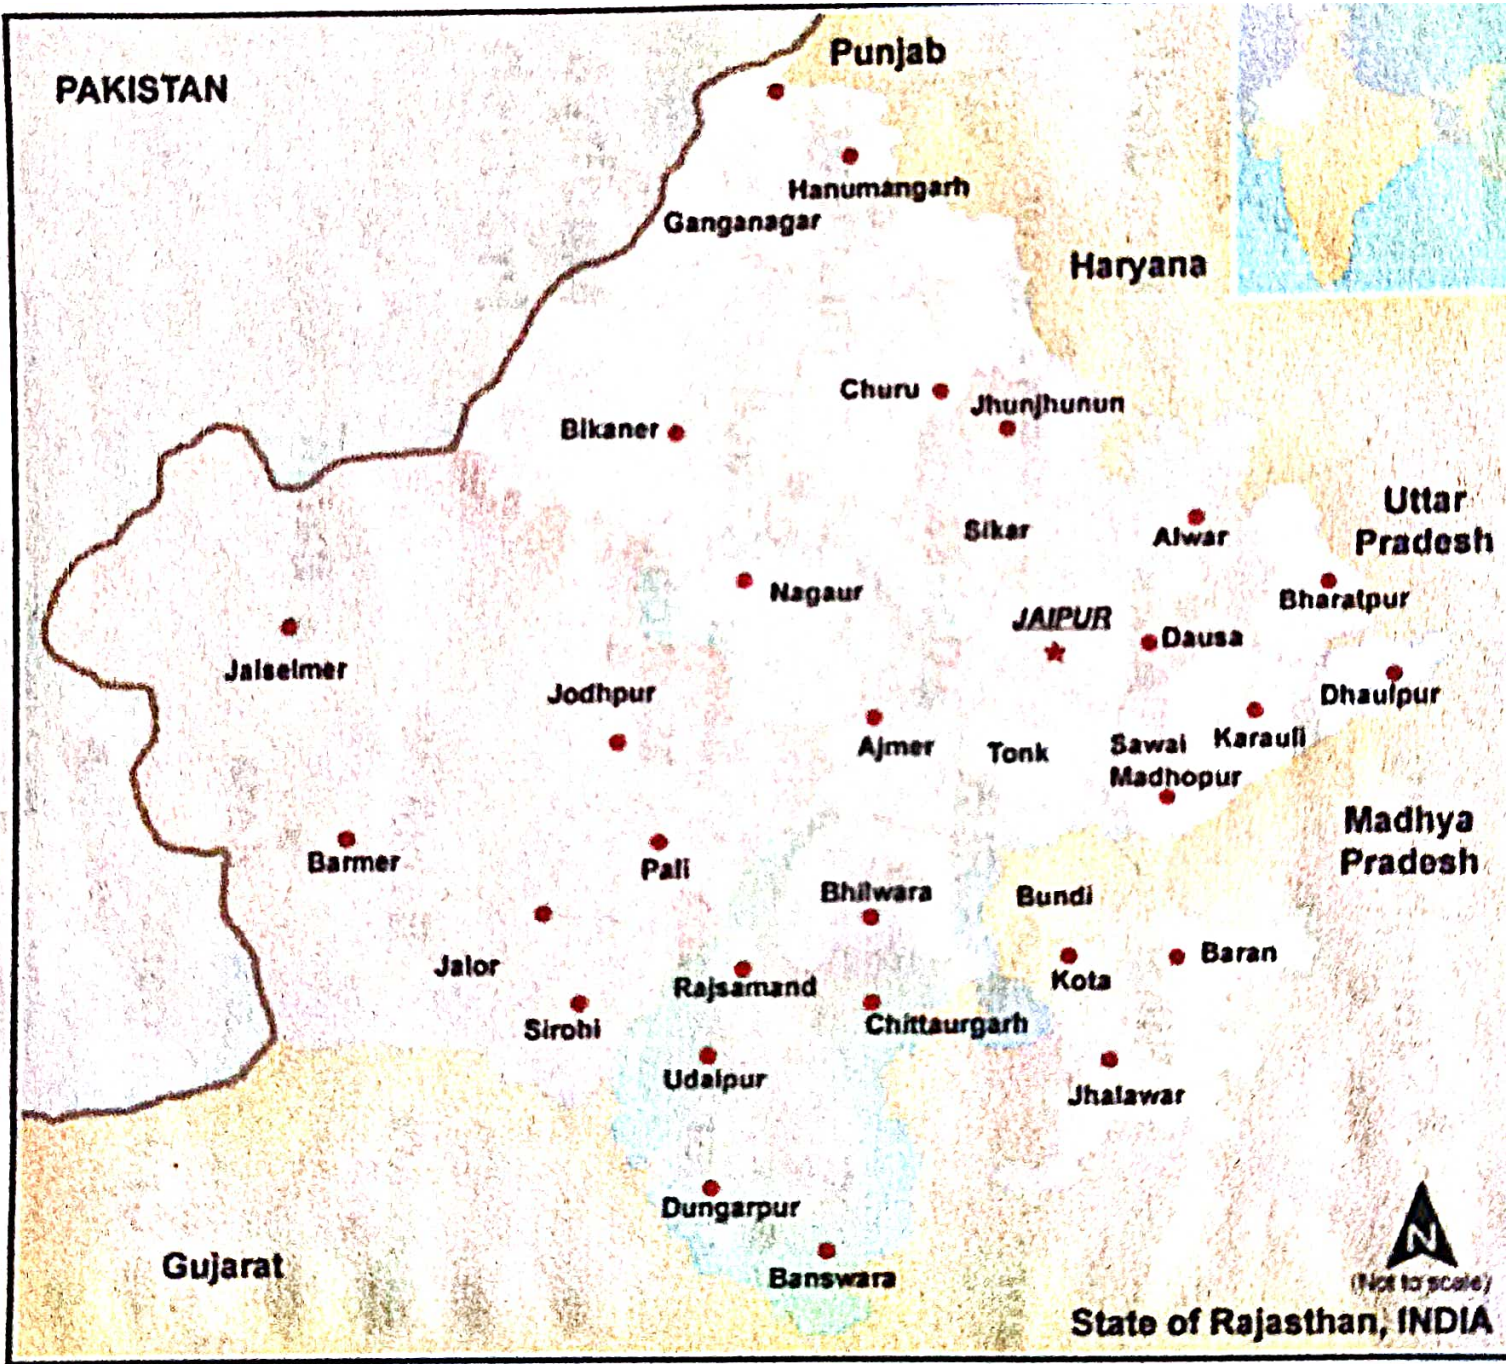 PAKISTAN
Punjab
Hanumangarh
Ganganagar
Haryana
Churu
Jhunjhunun
Bikaner
Uttar
Pradesh
Sikar
Alwar
Nagaur
Bharatpur
JAIPUR
Dausa
Jaiselmer
Jodhpur
Dhaulpur
Ajmer
Tonk
Sawai
Madhopur
Karauli
Madhya
Pradesh
Barmer
Pali
Bhilwara
Bundi
Jalor
Rajsamand
Kota
Baran
Sirohi
Chittaurgarh
Udaipur
Jhalawar
Dungarpur
Gujarat
Banswara
N
(Not to scale)
State of Rajasthan, INDIA